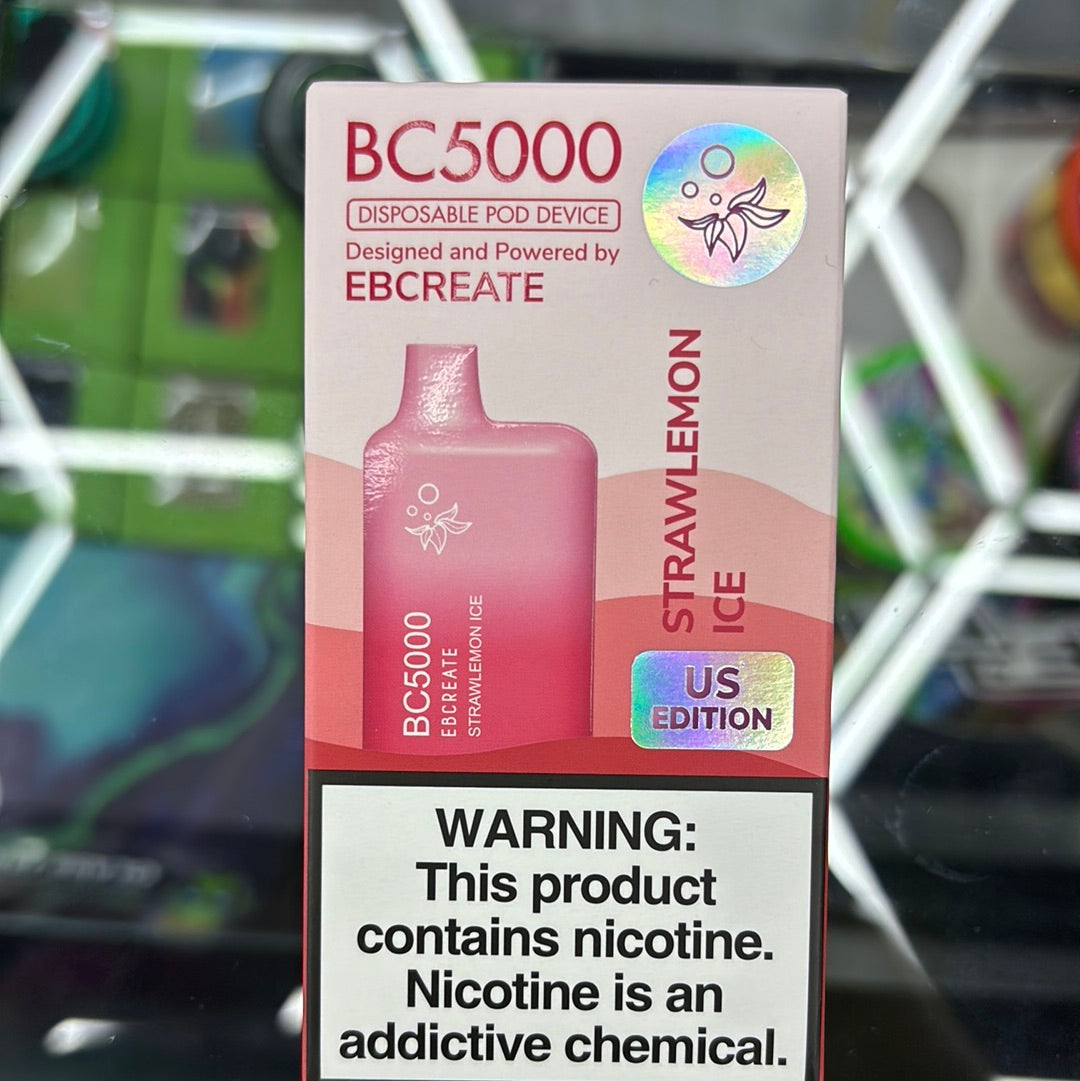 BC5000
DISPOSABLE POD DEVICE
Designed and Powered by
EBCREATE
STRAWLEMON
ICE
BC5000
EBCREATE
STRAWLEMON ICE
US
EDITION
WARNING:
This product
contains nicotine.
Nicotine is an
addictive chemical.